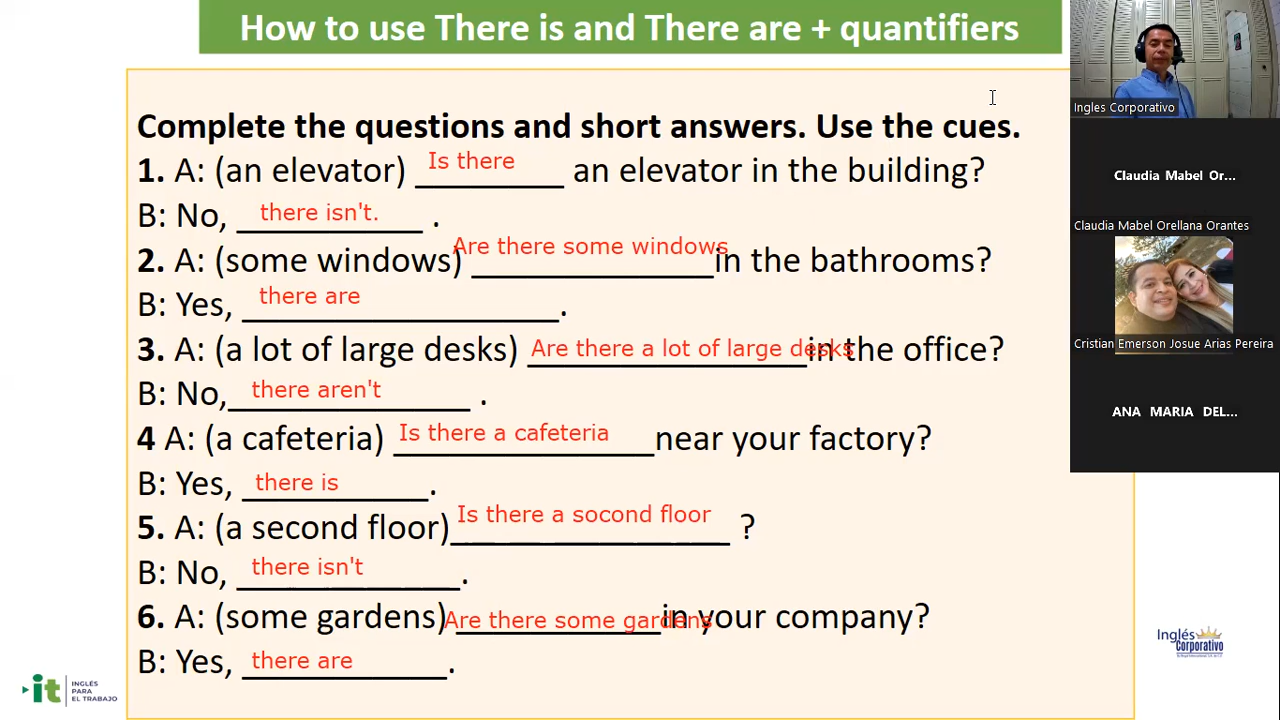 How to use There is and There are + quantifiers
Complete the questions and short answers. Use the cues.
1. A: (an elevator) Is there an elevator in the building?
B: No, there isn't. .
2. A: (some windows) Are there some windows in the bathrooms?
B: Yes, there are .
3. A: (a lot of large desks) Are there a lot of large desks in the office?
B: No, there aren't .
4 A: (a cafeteria) Is there a cafeteria near your factory?
B: Yes, there is .
5. A: (a second floor) Is there a socond floor ?
B: No, there isn't .
6. A: (some gardens) Are there some gardens in your company?
B: Yes, there are .
it INGLÉS
PARA
EL TRABAJO
Ingles Corporativo
Claudia Mabel Or...
Claudia Mabel Orellana Orantes
Cristian Emerson Josue Arias Pereira
ANA MARIA DEL...
Inglés
Corporativo